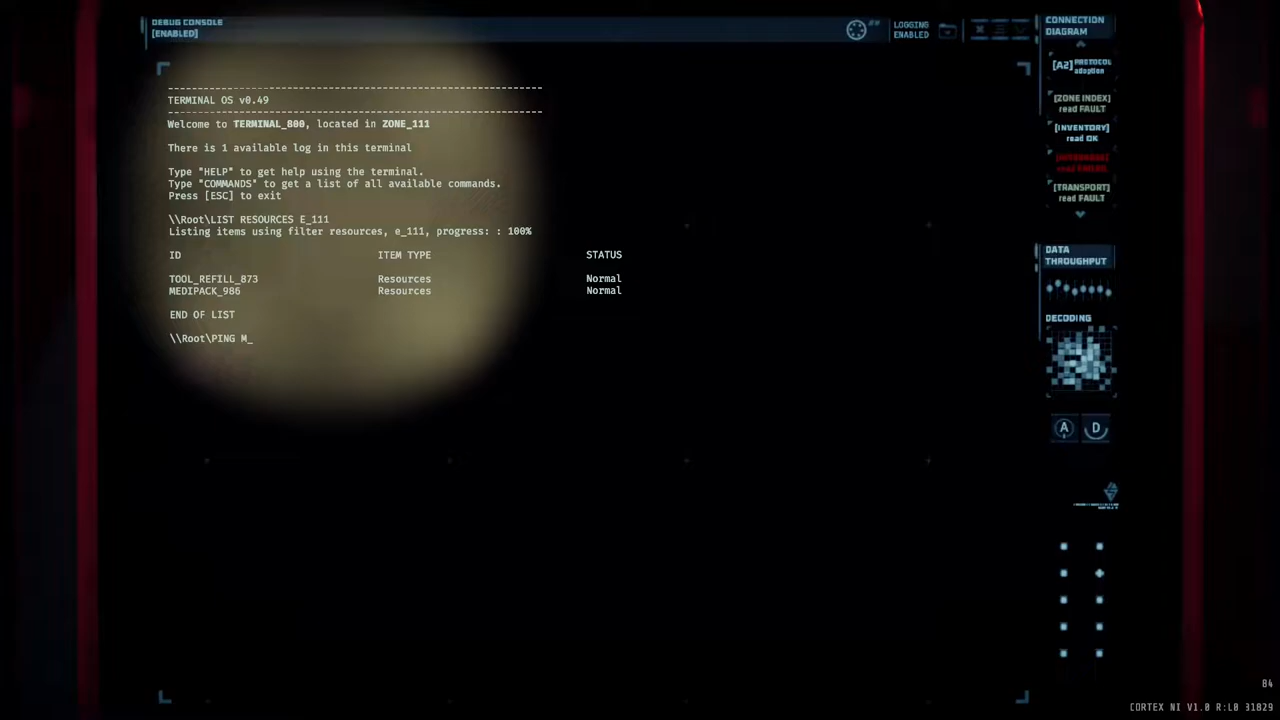 DEBUG CONSOLE
[ENABLED]
LOGGING
ENABLED
CONNECTION
DIAGRAM
[A2] PROTOCOL
adoption
[ZONE INDEX]
read FAULT
[INVENTORY]
read OK
[TRANSPORT]
read FAULT
DATA
THROUGHPUT
DECODING
A D
--------------------------------------------------------------
TERMINAL OS v0.49
--------------------------------------------------------------
Welcome to TERMINAL_800, located in ZONE_111
There is 1 available log in this terminal
Type "HELP" to get help using the terminal.
Type "COMMANDS" to get a list of all available commands.
Press [ESC] to exit
\\Root\LIST RESOURCES E_111
Listing items using filter resources, e_111, progress: : 100%
ID ITEM TYPE STATUS
TOOL_REFILL_873 Resources Normal
MEDIPACK_986 Resources Normal
END OF LIST
\\Root\PING M_
84
CORTEX NI V1.0 R:L0 31829